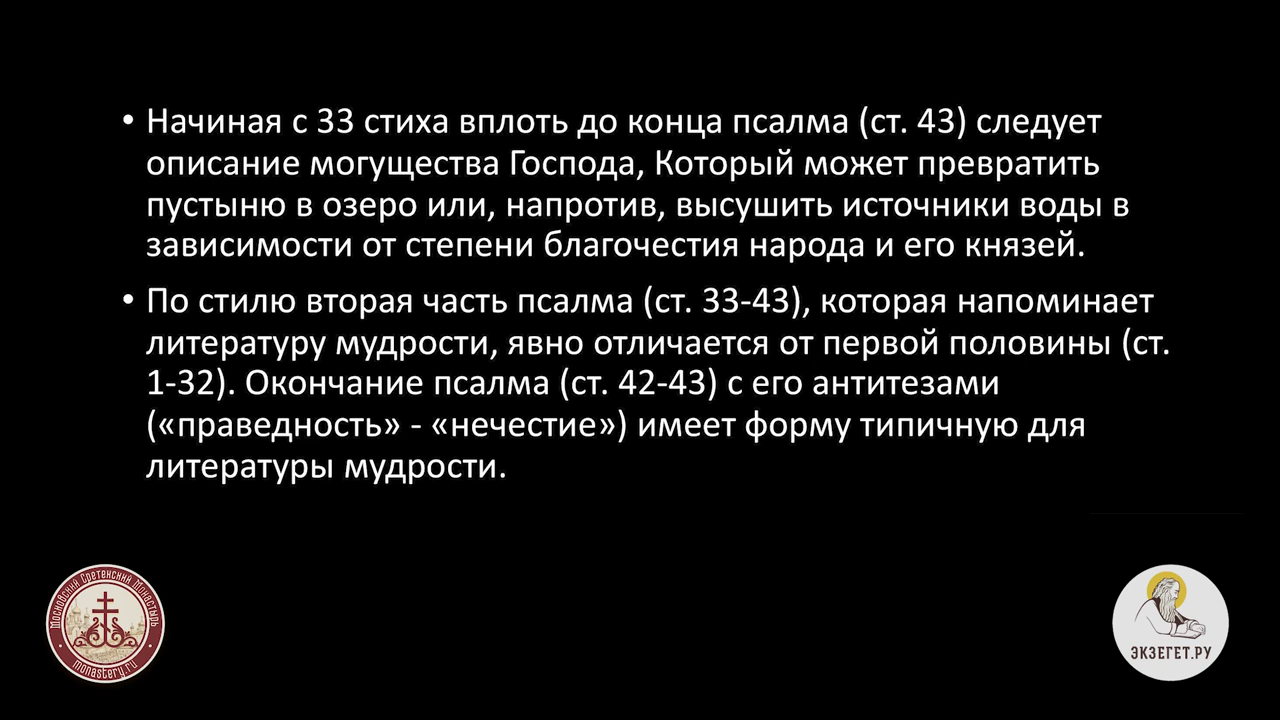 • Начиная с 33 стиха вплоть до конца псалма (ст. 43) следует
описание могущества Господа, Который может превратить
пустыню в озеро или, напротив, высушить источники воды в
зависимости от степени благочестия народа и его князей.
• По стилю вторая часть псалма (ст. 33-43), которая напоминает
литературу мудрости, явно отличается от первой половины (ст.
1-32). Окончание псалма (ст. 42-43) с его антитезами
(«праведность» - «нечестие») имеет форму типичную для
литературы мудрости.
Московский Сретенский Монастырь
monastery.ru
ЭКЗЕГЕТ.РУ